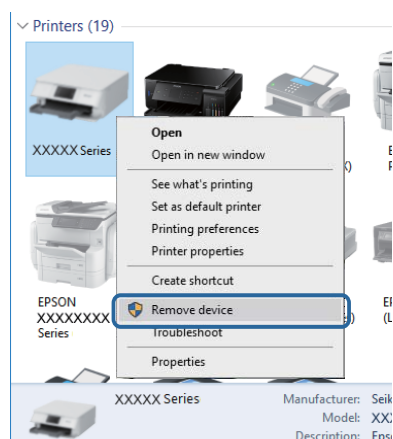 Printers (19)
XXXXX Series
Open
Open in new window
See what's printing
Set as default printer
Printing preferences
Printer properties
Create shortcut
Remove device
Troubleshoot
Properties
EPSON
XXXXXXXX
Series
XXXXX Series
Manufacturer:
Model:
Description: